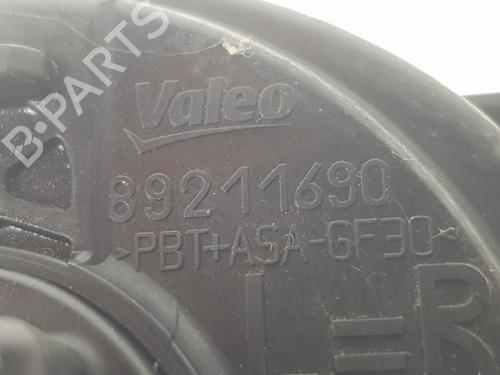 B-PARTS
Valeo
89211690
>PBT+ASA-GF30<
L=R